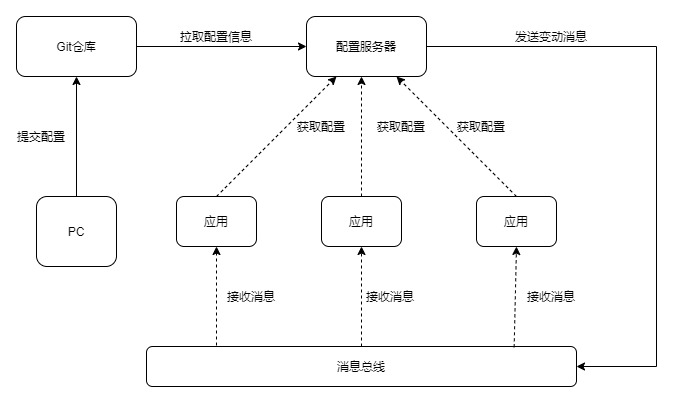 Git仓库
拉取配置信息
配置服务器
发送变动消息
提交配置
获取配置
获取配置
获取配置
PC
应用
应用
应用
接收消息
接收消息
接收消息
消息总线